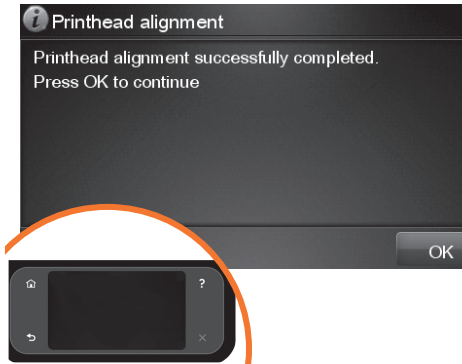 Printhead alignment
Printhead alignment successfully completed.
Press OK to continue
OK
?